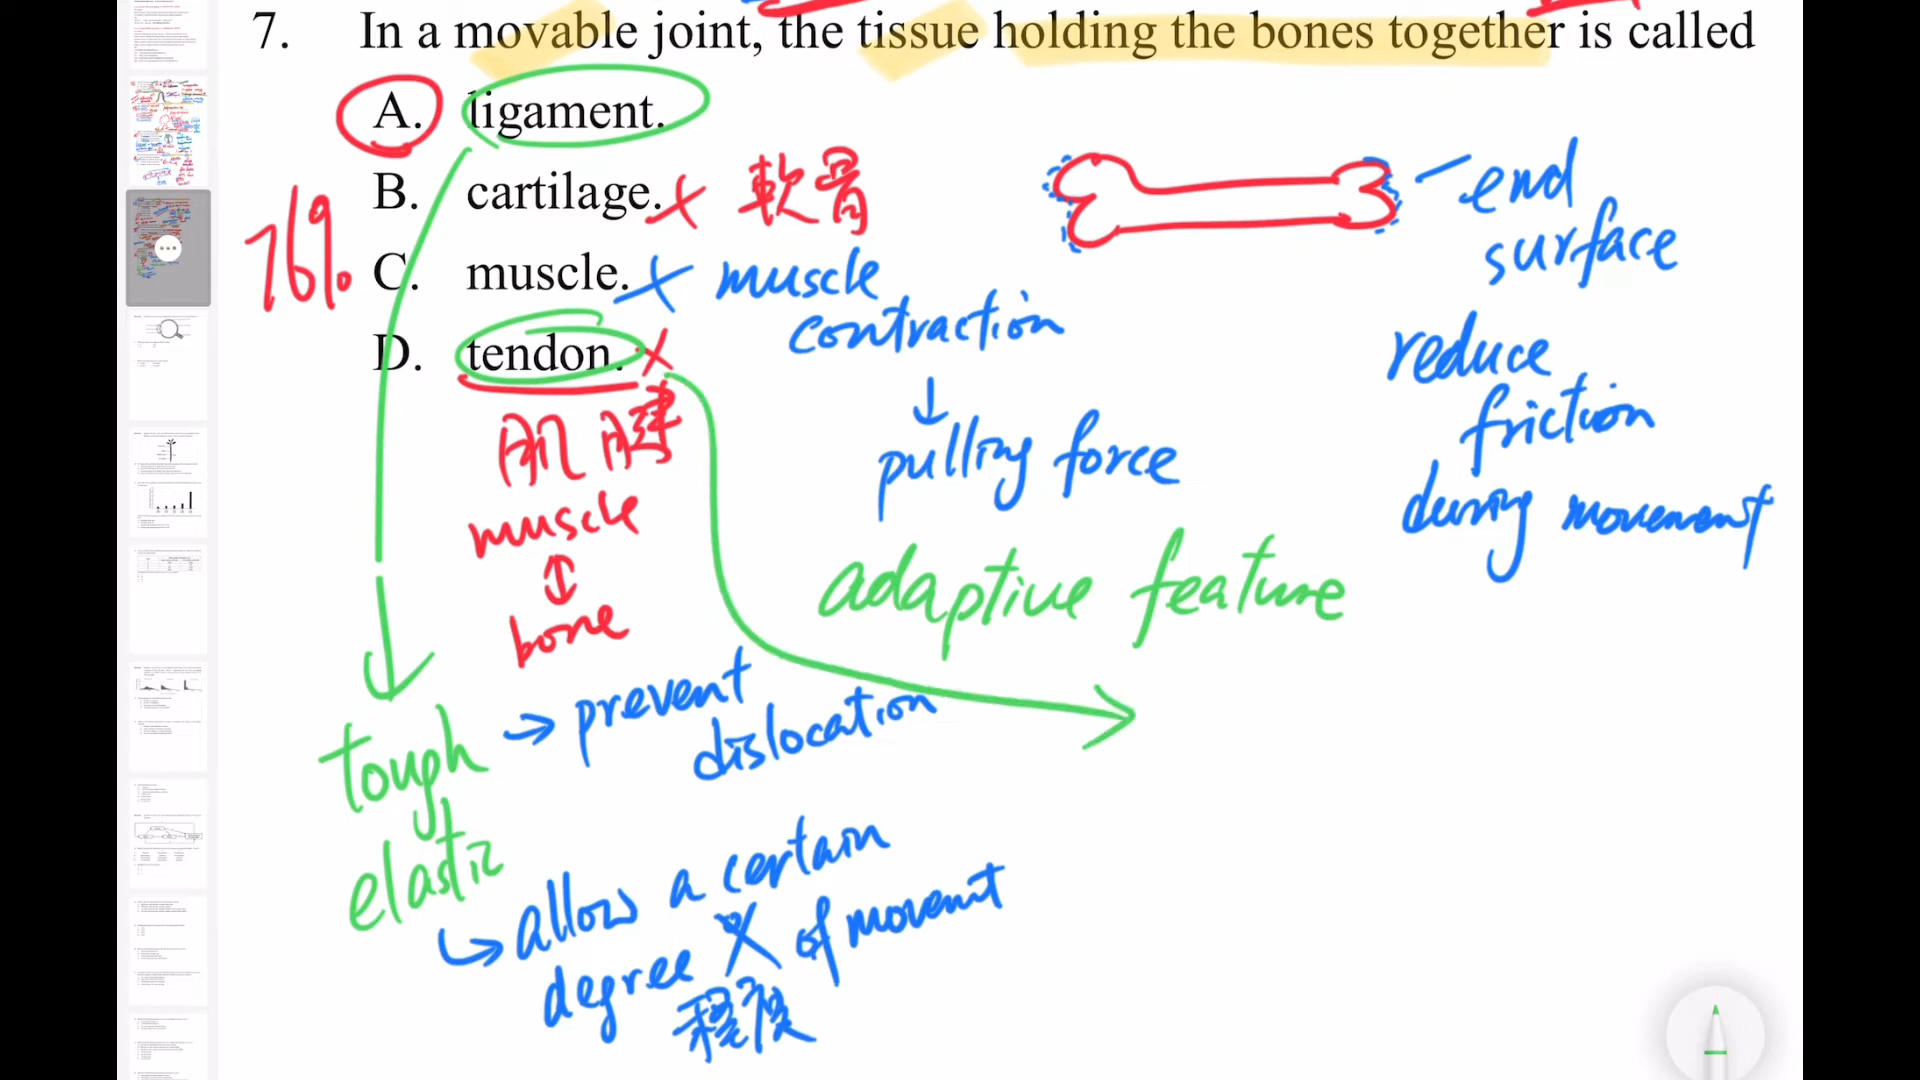 7. In a movable joint, the tissue holding the bones together is called
A. ligament.
B. cartilage. 軟骨
C. muscle. muscle
contraction
pulling force
D. tendon.
76%
肌腱
muscle
bone
end
surface
reduce
friction
during movement
adaptive feature
tough
prevent
dislocation
elastic
allow a certain
degree of movemt
程度